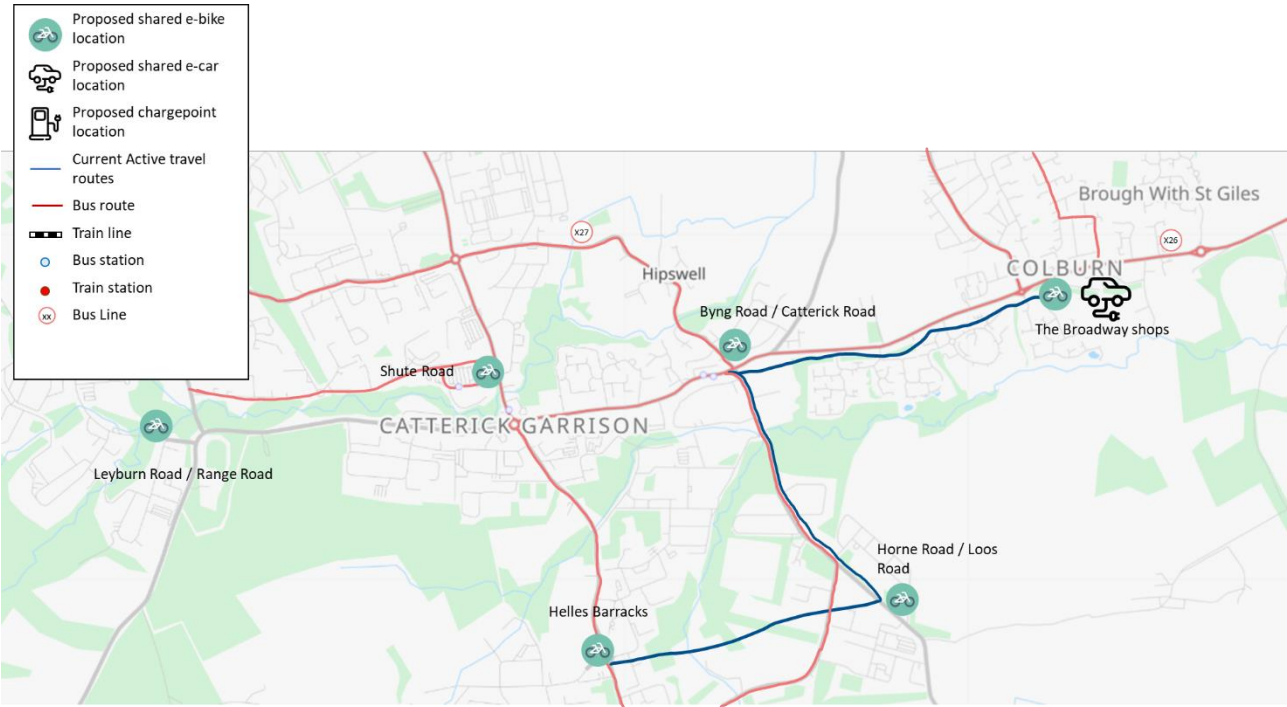 Proposed shared e-bike
location
Proposed shared e-car
location
Proposed chargepoint
location
Current Active travel
routes
Bus route
Train line
Bus station
Train station
xx
Bus Line
Brough With St Giles
X27
X26
Hipswell
COLBURN
Byng Road / Catterick Road
The Broadway shops
Shute Road
CATTERICK GARRISON
Leyburn Road / Range Road
Horne Road / Loos
Road
Helles Barracks